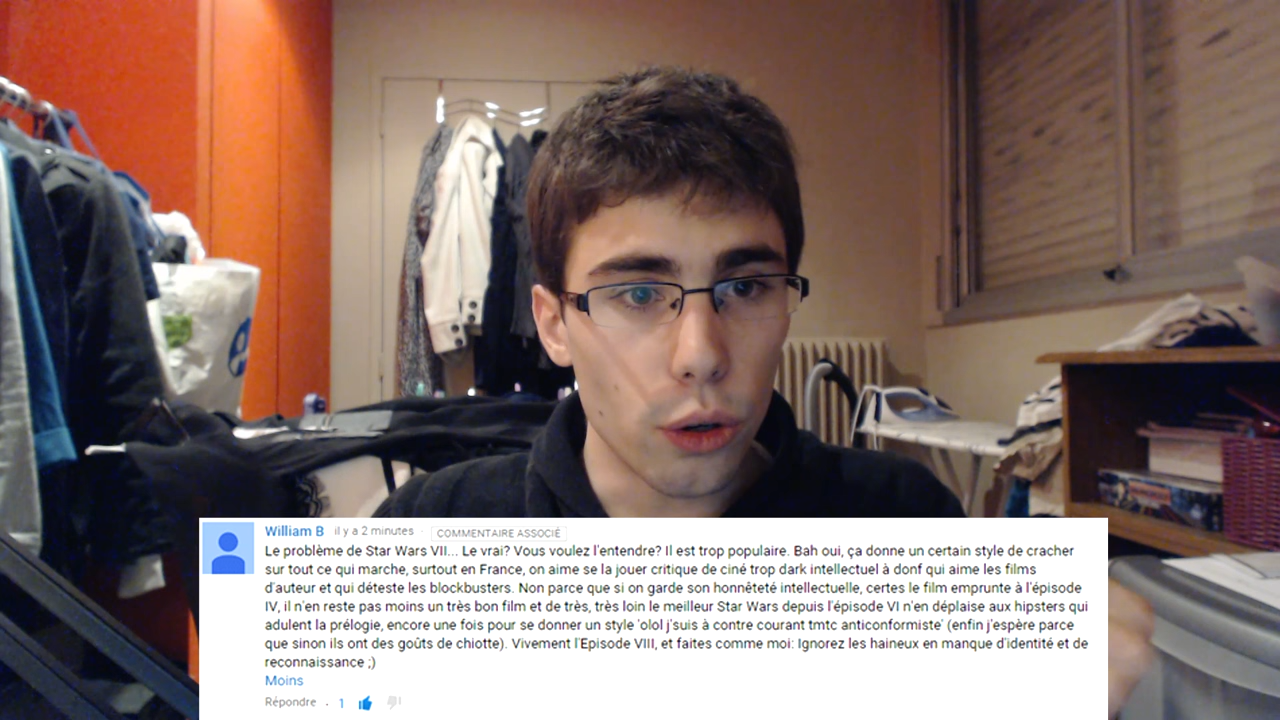 William B il y a 2 minutes · COMMENTAIRE ASSOCIÉ
Le problème de Star Wars VII... Le vrai? Vous voulez l'entendre? Il est trop populaire. Bah oui, ça donne un certain style de cracher
sur tout ce qui marche, surtout en France, on aime se la jouer critique de ciné trop dark intellectuel à donf qui aime les films
d'auteur et qui déteste les blockbusters. Non parce que si on garde son honnêteté intellectuelle, certes le film emprunte à l'épisode
IV, il n'en reste pas moins un très bon film et de très, très loin le meilleur Star Wars depuis l'épisode VI n'en déplaise aux hipsters qui
adulent la prélogie, encore une fois pour se donner un style 'olol j'suis à contre courant tmtc anticonformiste' (enfin j'espère parce
que sinon ils ont des goûts de chiotte). Vivement l'Episode VIII, et faites comme moi: Ignorez les haineux en manque d'identité et de
reconnaissance ;)
Moins
Répondre · 1